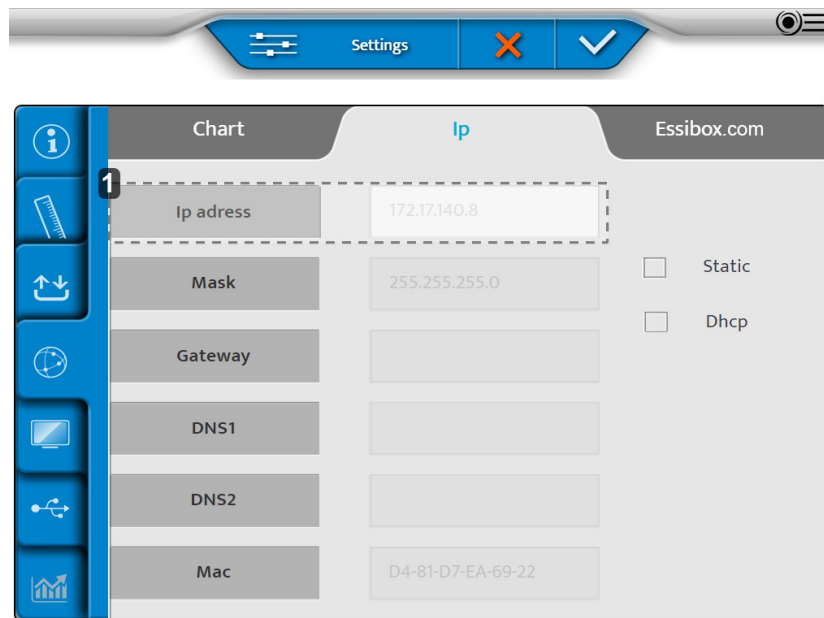 Settings
Chart Ip Essibox.com
1
Ip adress 172.17.140.8
Mask 255.255.255.0 Static
Dhcp
Gateway
DNS1
DNS2
Mac D4-81-D7-EA-69-22